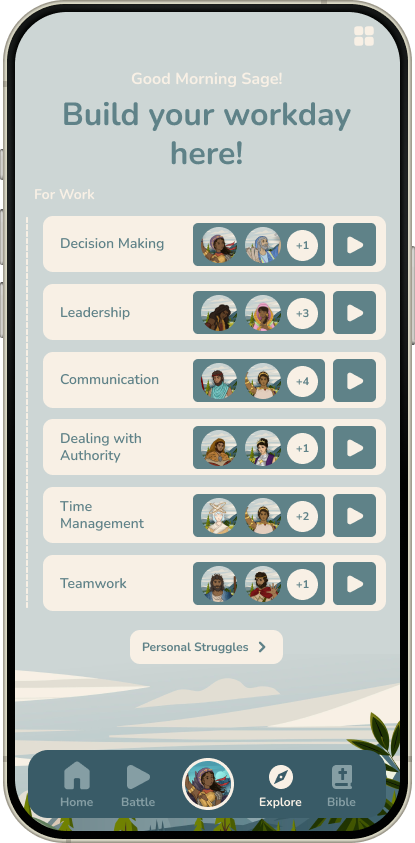 Good Morning Sage!
Build your workday
here!
For Work
Decision Making
+1
Leadership
+3
Communication
+4
Dealing with
Authority
+1
Time
Management
+2
Teamwork
+1
Personal Struggles
Home
Battle
Explore
Bible